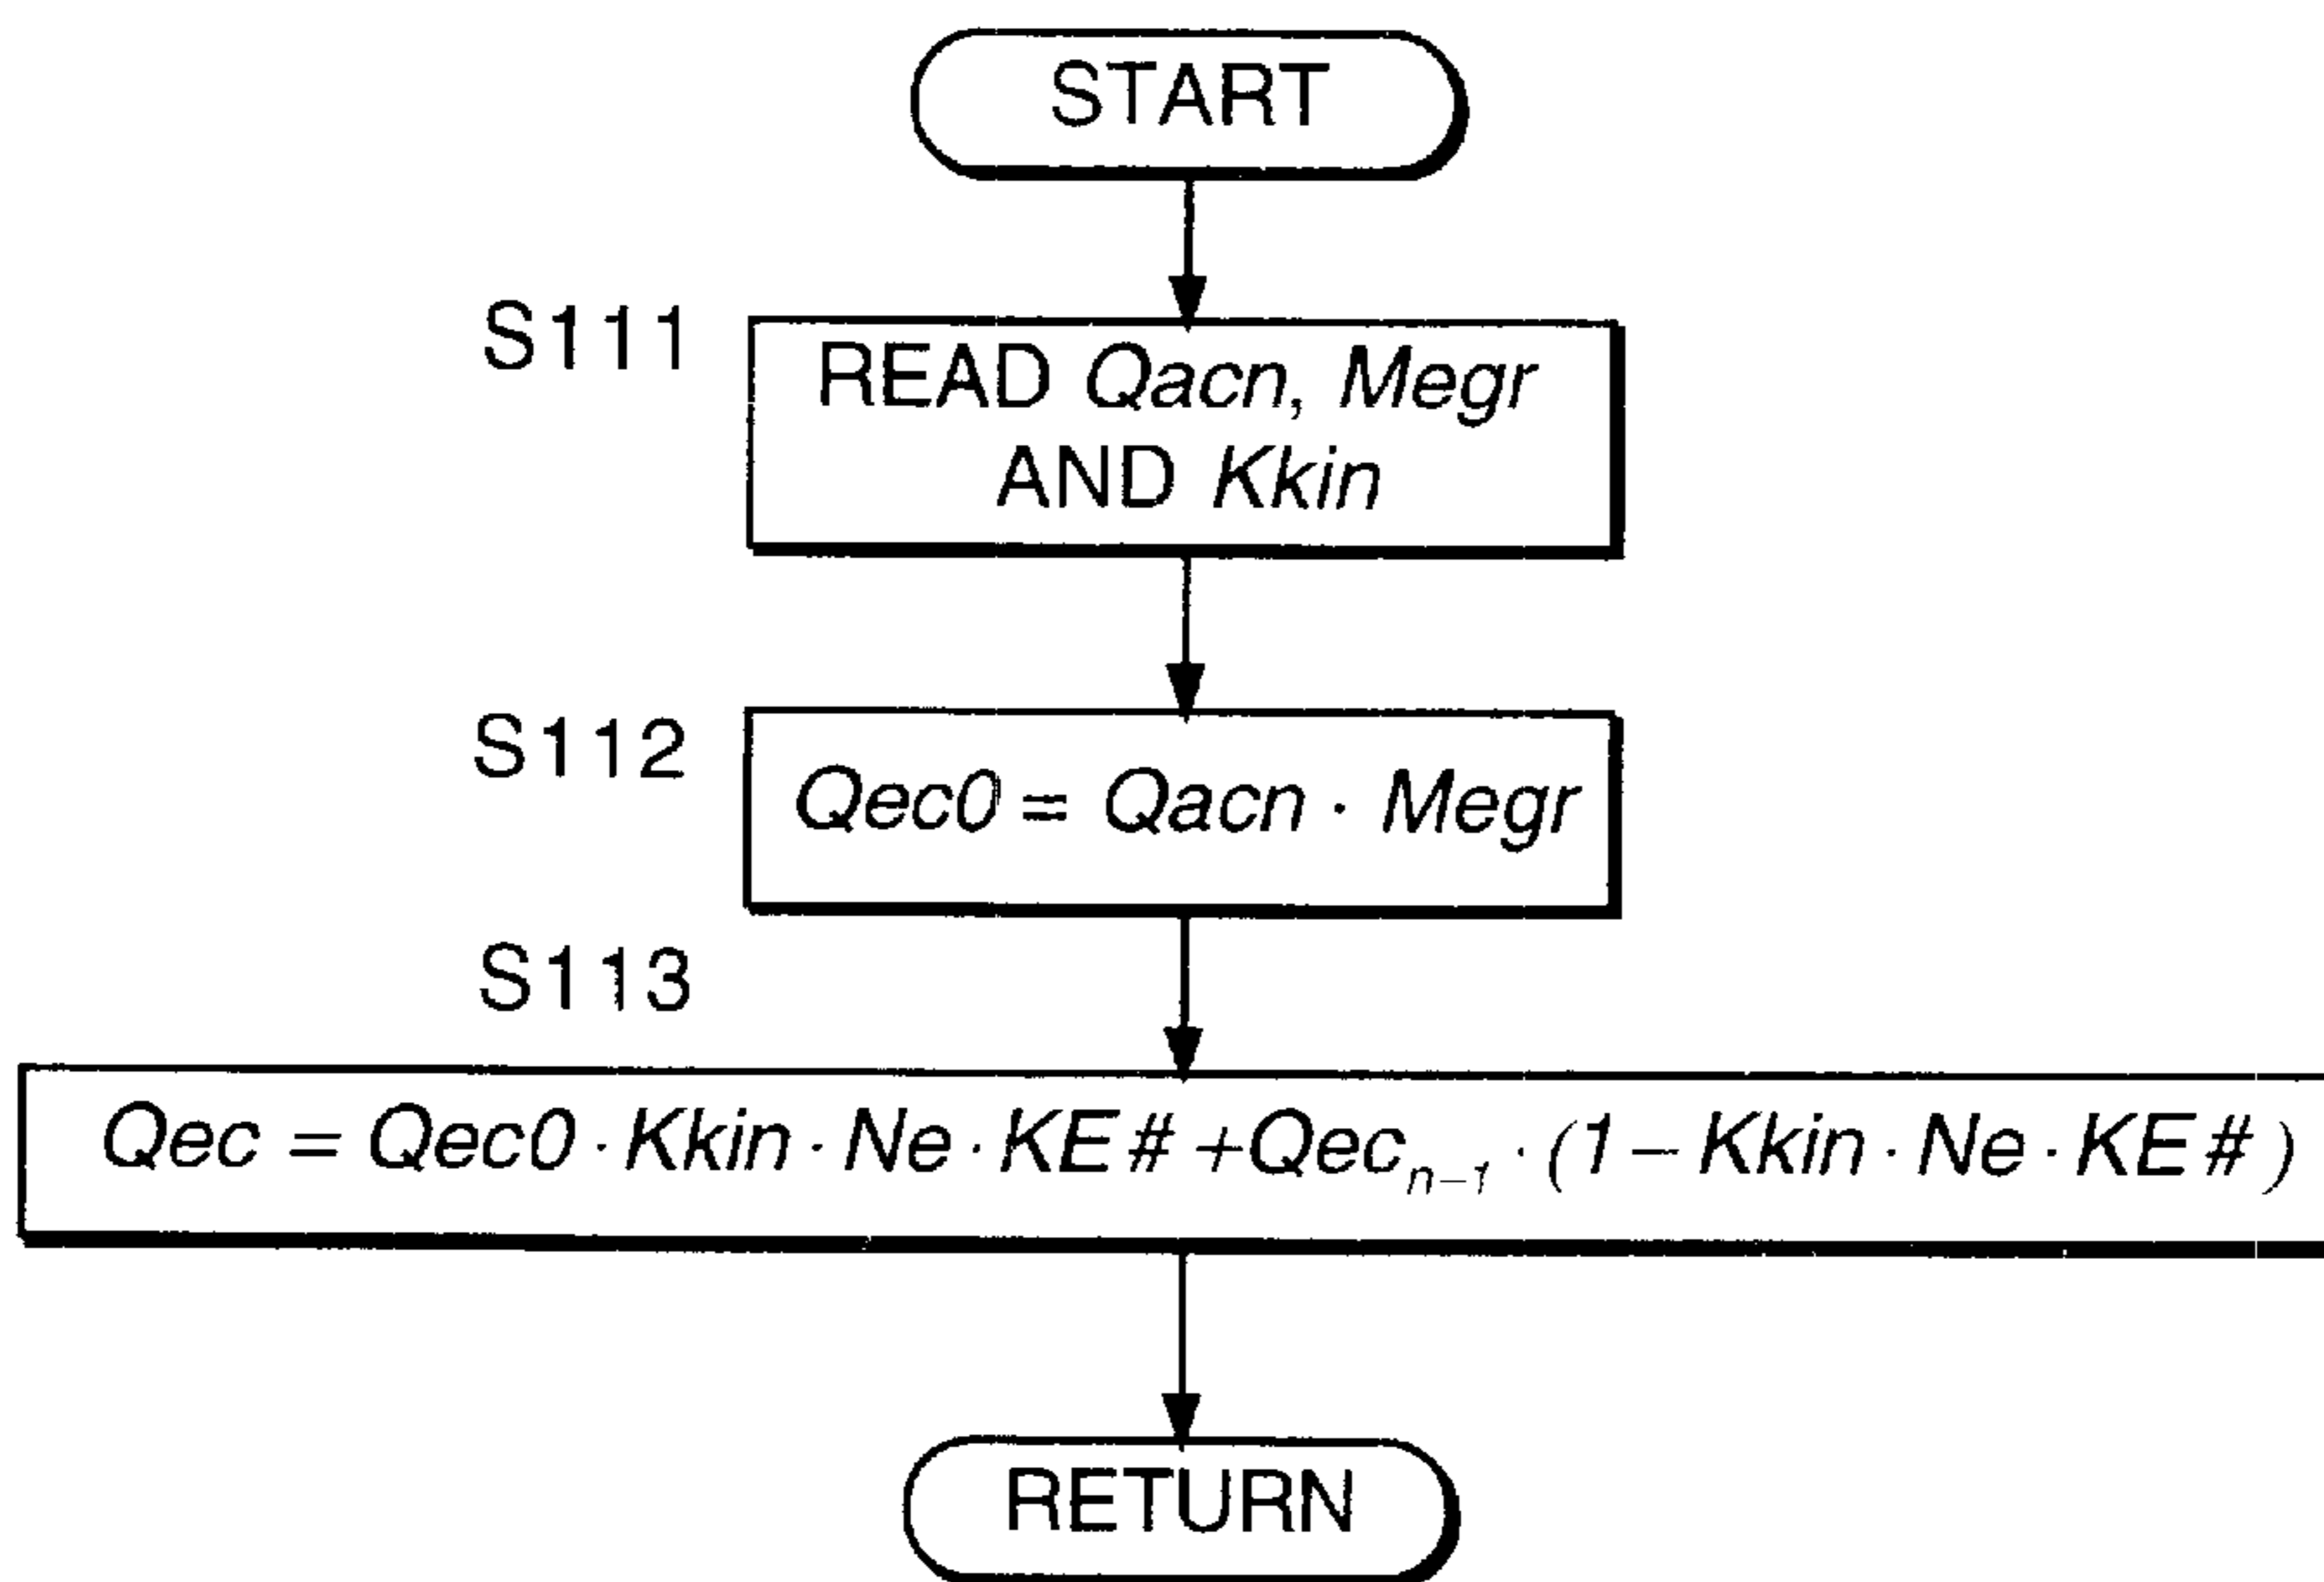 START
S111
READ Qacn, Megr
AND Kkin
S112
Qec0 = Qacn · Megr
S113
Qec = Qec0 · Kkin · Ne · KE# +Qecₙ₋₁ · (1 − Kkin · Ne · KE#)
RETURN